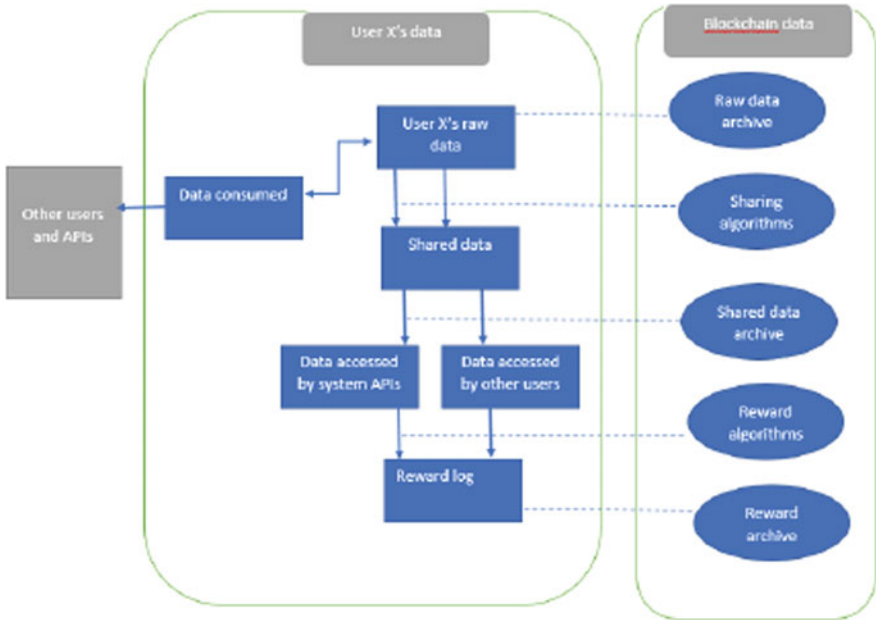 User X's data
Blockchain data
User X's raw
data
Raw data
archive
Data consumed
Other users
and APIs
Sharing
algorithms
Shared data
Shared data
archive
Data accessed
by system APIs
Data accessed
by other users
Reward
algorithms
Reward log
Reward
archive